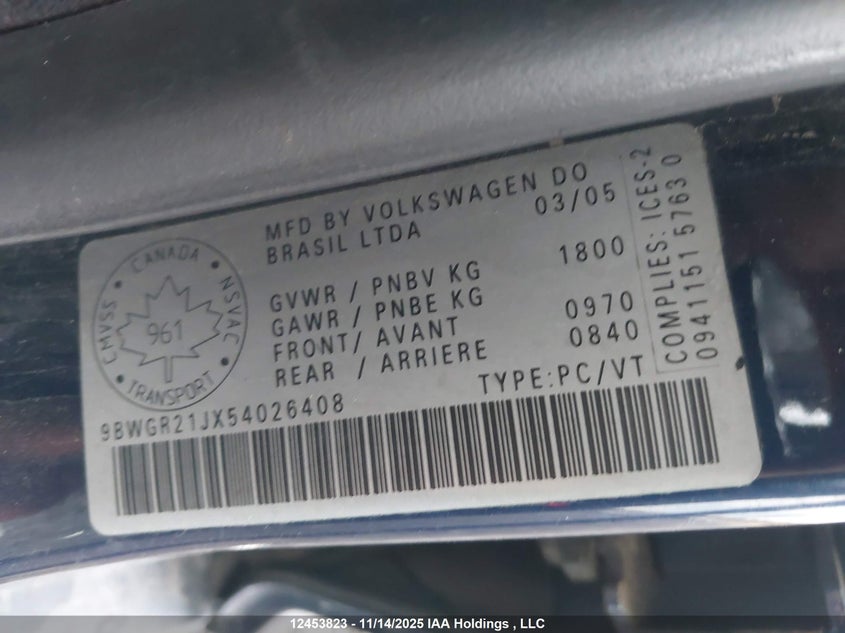 MFD BY VOLKSWAGEN DO
BRASIL LTDA 03/05
GVWR / PNBV KG 1800
GAWR / PNBE KG
FRONT/ AVANT 0970
REAR / ARRIERE 0840
TYPE:PC/VT
COMPLIES: ICES-2
0941151 5763 0
CANADA
CMVSS
NSVAC
961
• TRANSPORT •
9BWGR21JX54026408
12453823 - 11/14/2025 IAA Holdings , LLC